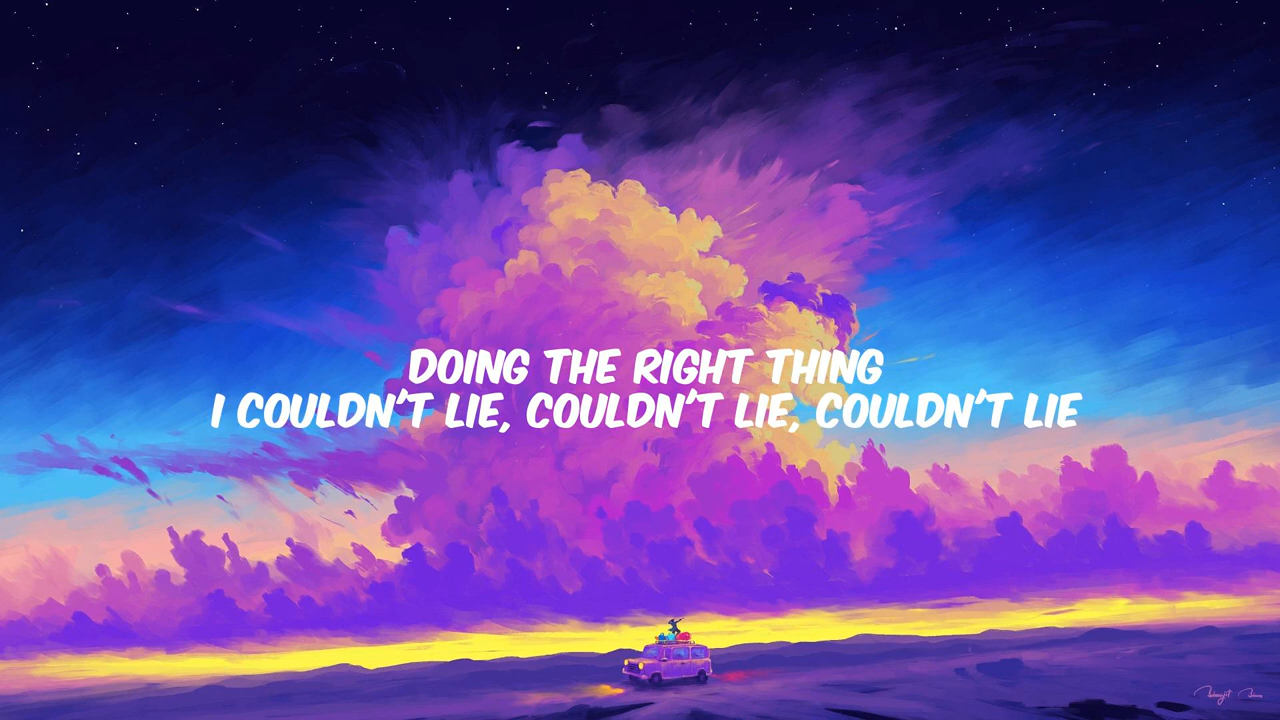 DOING THE RIGHT THING
I COULDN'T LIE, COULDN'T LIE, COULDN'T LIE